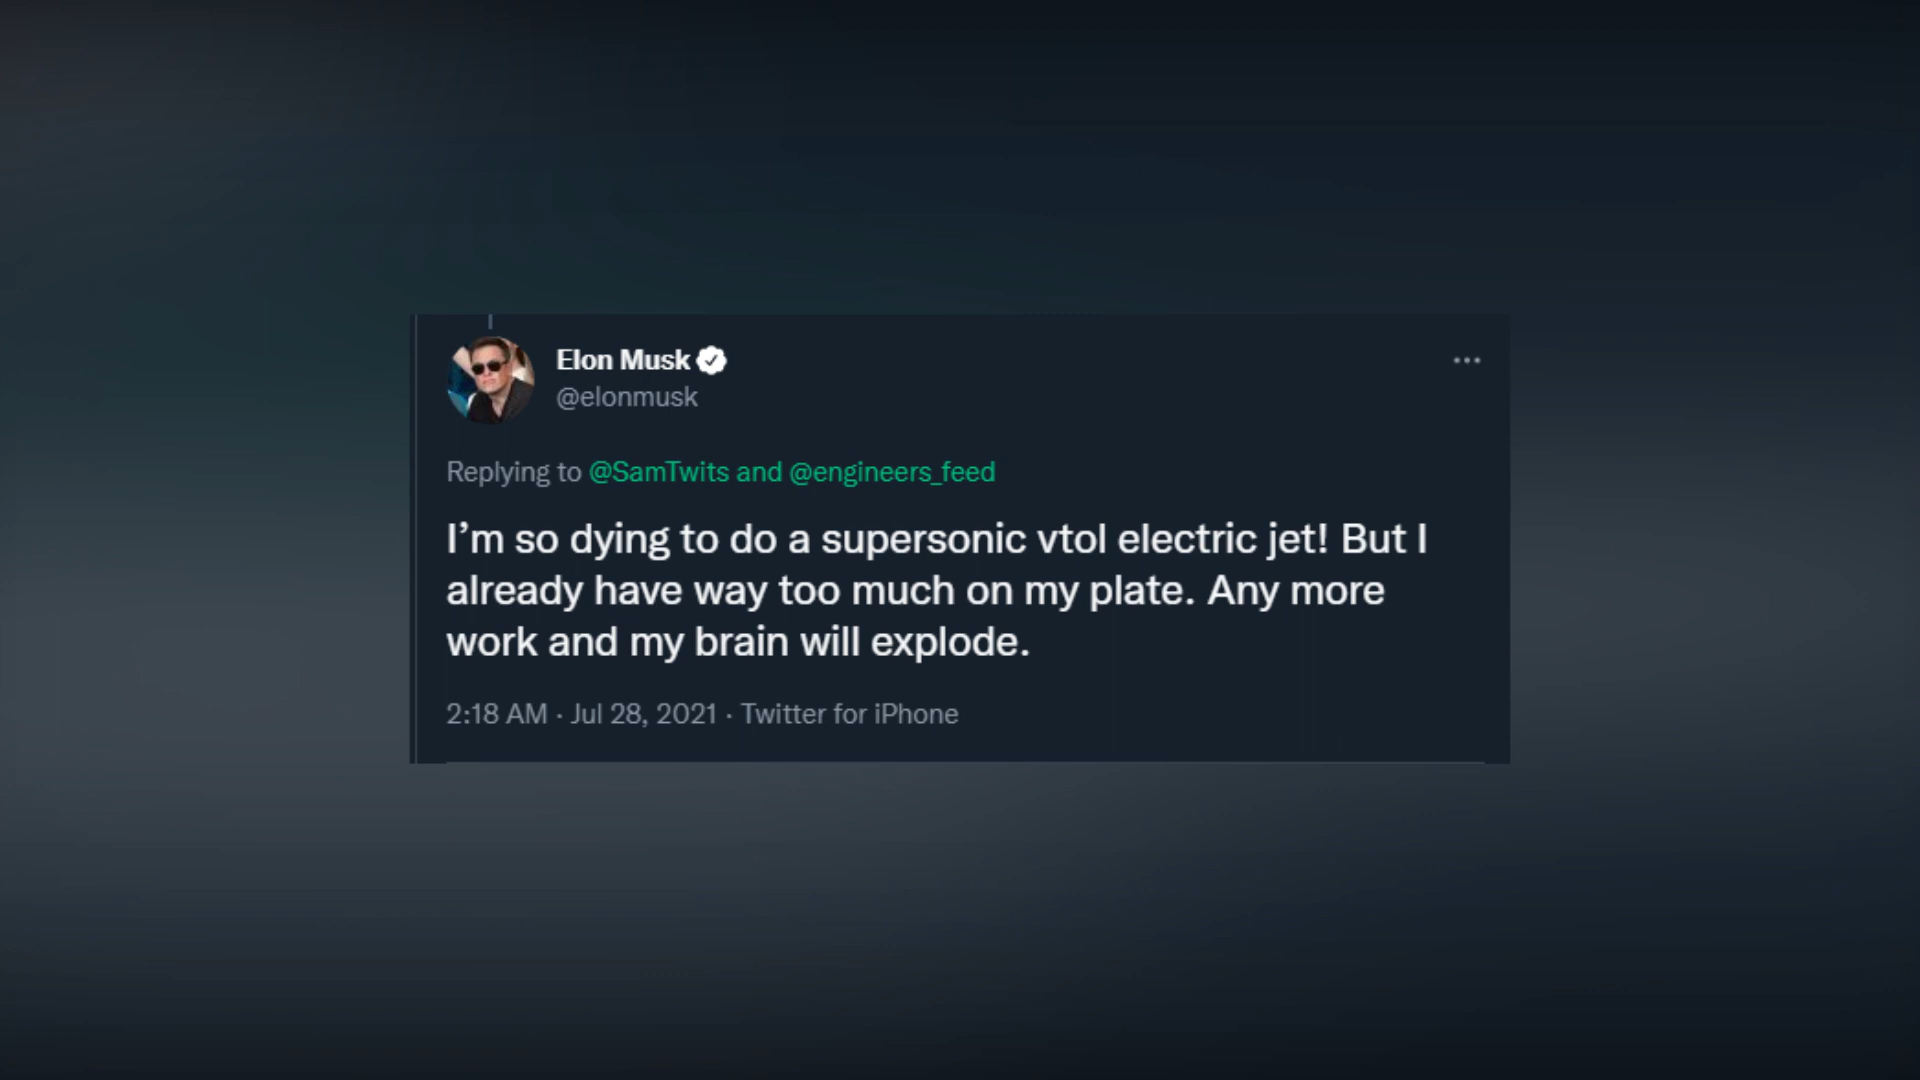 Elon Musk
@elonmusk
Replying to @SamTwits and @engineers_feed
I’m so dying to do a supersonic vtol electric jet! But I
already have way too much on my plate. Any more
work and my brain will explode.
2:18 AM · Jul 28, 2021 · Twitter for iPhone